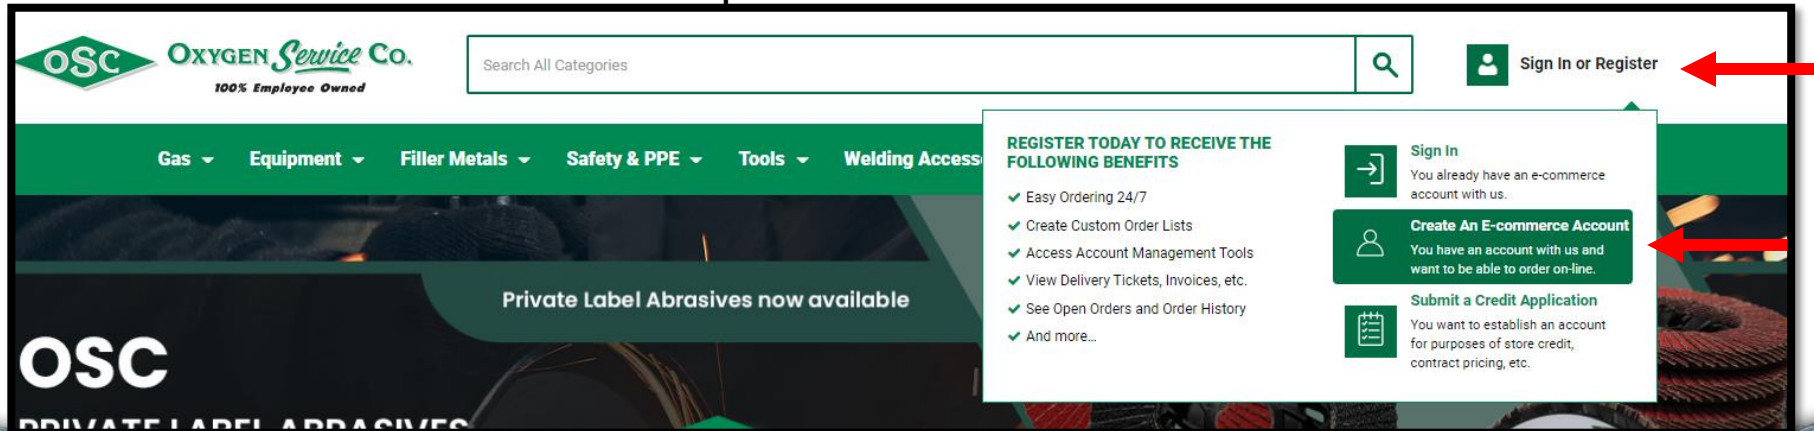 OSC
OXYGEN Service CO.
100% Employee Owned
Search All Categories
Sign In or Register
Gas
Equipment
Filler Metals
Safety & PPE
Tools
Welding Access
REGISTER TODAY TO RECEIVE THE
FOLLOWING BENEFITS
Easy Ordering 24/7
Create Custom Order Lists
Access Account Management Tools
View Delivery Tickets, Invoices, etc.
See Open Orders and Order History
And more...
Sign In
You already have an e-commerce
account with us.
Create An E-commerce Account
You have an account with us and
want to be able to order on-line.
Submit a Credit Application
You want to establish an account
for purposes of store credit,
contract pricing, etc.
Private Label Abrasives now available
OSC
PRIVATE LABEL ABRASIVES